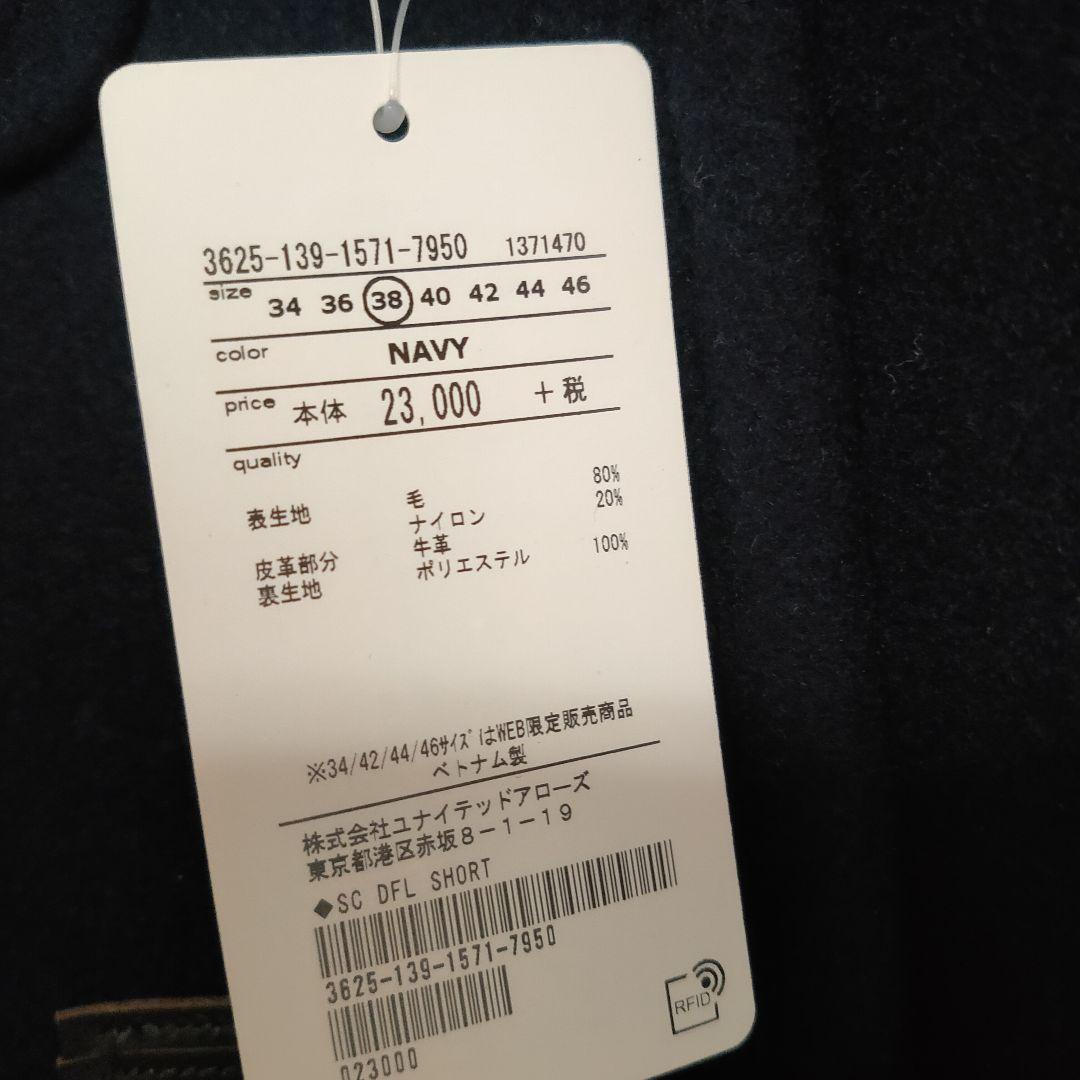 3625-139-1571-7950 1371470
size 34 36 38 40 42 44 46
color NAVY
price 本体 23,000 +税
quality
表生地 毛 80%
ナイロン 20%
皮革部分 牛革
裏生地 ポリエステル 100%
※34/42/44/46ｻｲｽﾞはWEB限定販売商品
ベトナム製
株式会社ユナイテッドアローズ
東京都港区赤坂8-1-19
◆SC DFL SHORT
3625-139-1571-7950
023000
RFID